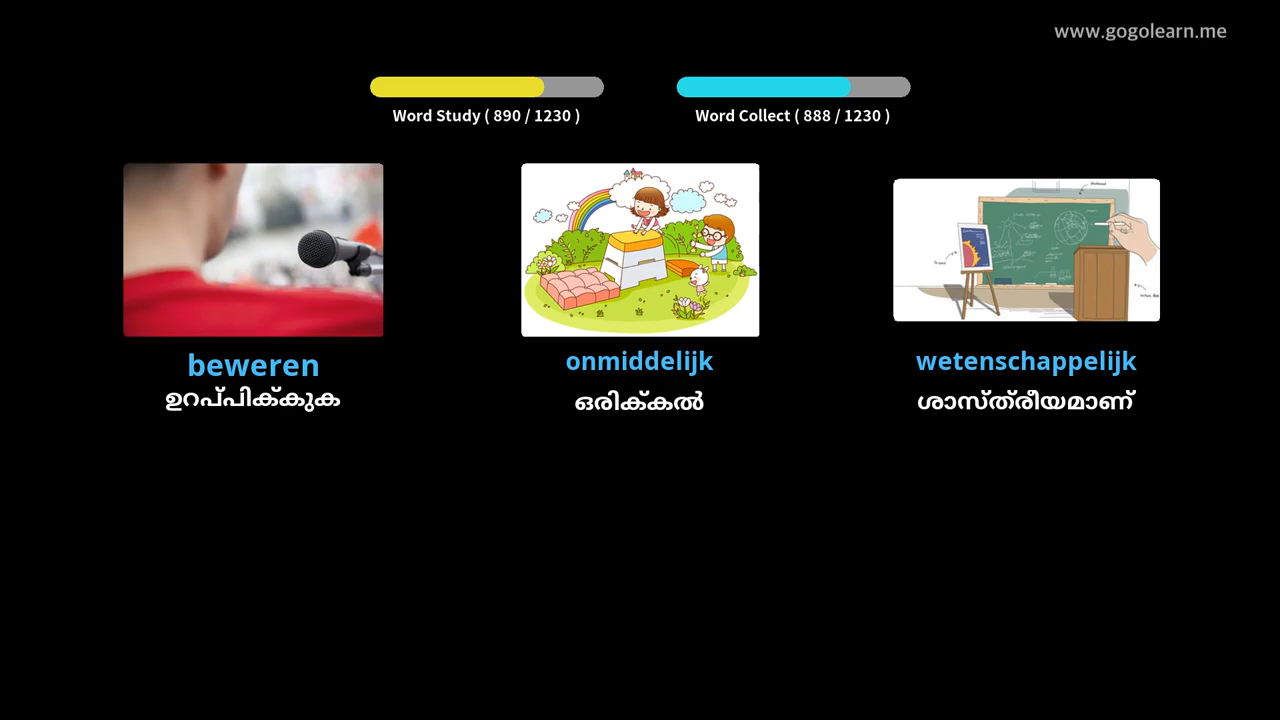 www.gogolearn.me
Word Study ( 890 / 1230 )
Word Collect ( 888 / 1230 )
beweren
onmiddelijk
wetenschappelijk
ഉറപ്പിക്കുക
ഒരിക്കൽ
ശാസ്ത്രീയമാണ്